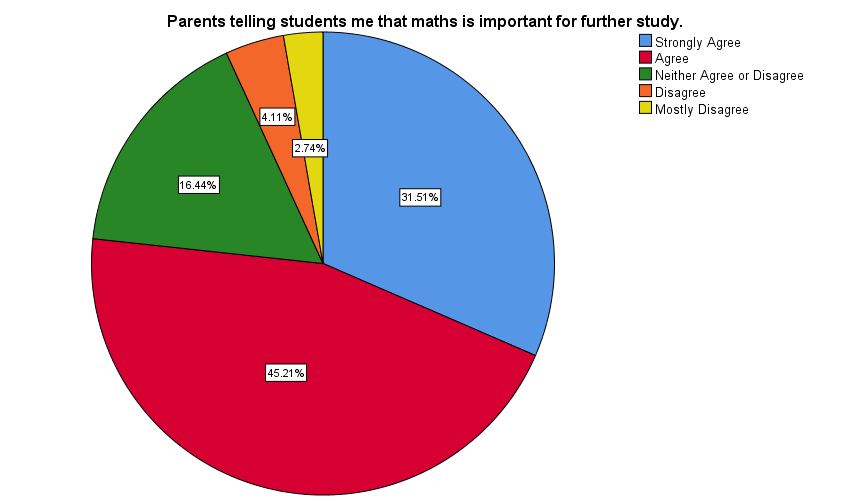 Parents telling students me that maths is important for further study.
Strongly Agree
Agree
Neither Agree or Disagree
Disagree
Mostly Disagree
4.11%
2.74%
16.44%
31.51%
45.21%